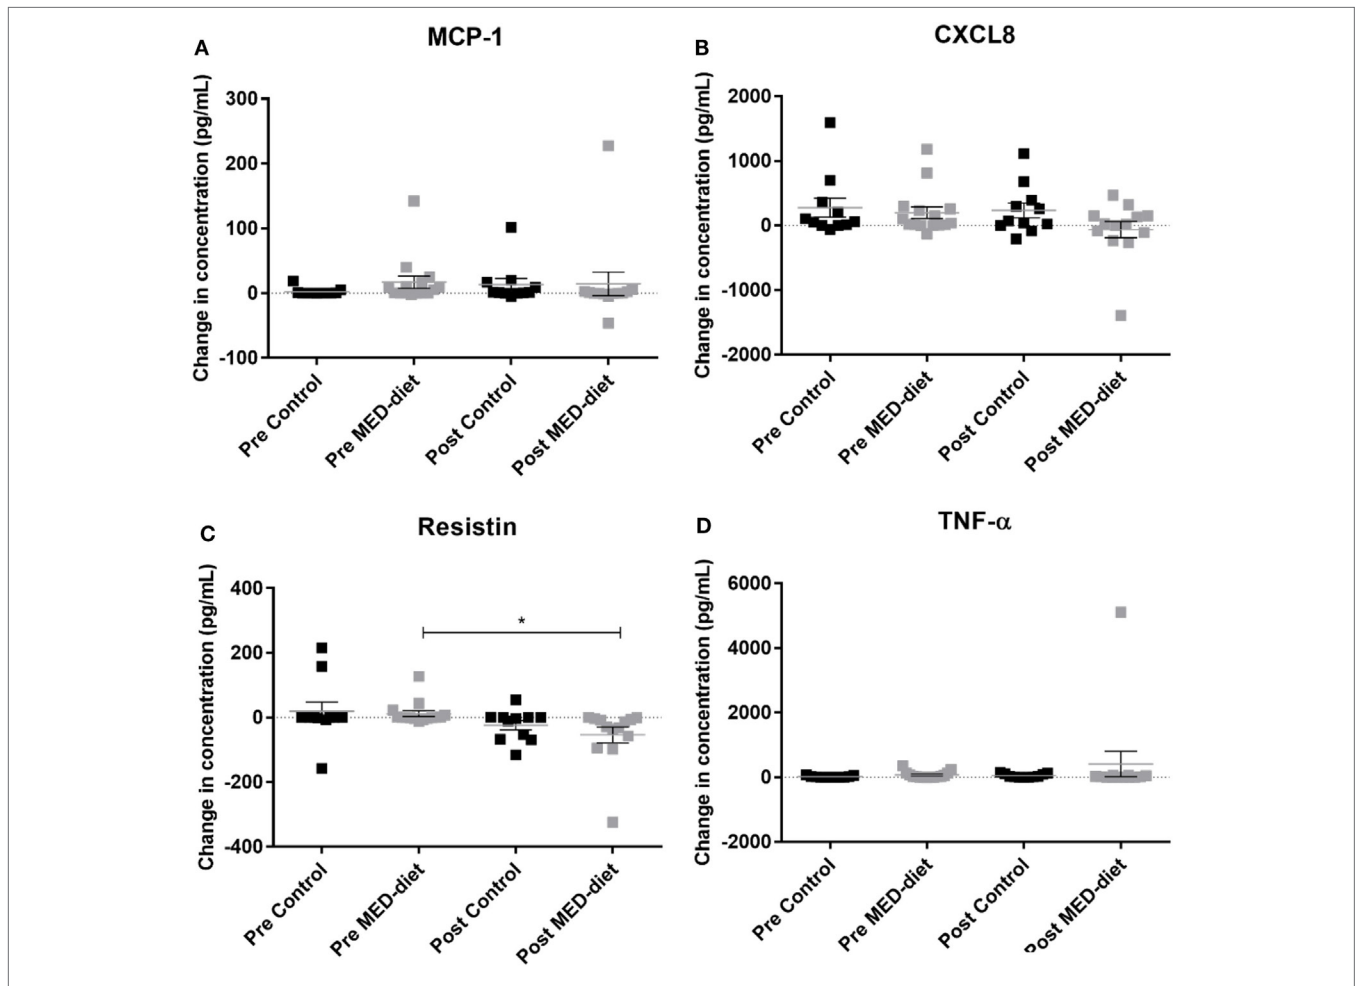 A
MCP-1
Change in concentration (pg/mL)
300
200
100
0
-100
Pre Control
Pre MED-diet
Post Control
Post MED-diet
B
CXCL8
Change in concentration (pg/mL)
2000
1000
0
-1000
-2000
Pre Control
Pre MED-diet
Post Control
Post MED-diet
C
Resistin
Change in concentration (pg/mL)
400
200
0
-200
-400
*
Pre Control
Pre MED-diet
Post Control
Post MED-diet
D
TNF-α
Change in concentration (pg/mL)
6000
4000
2000
0
-2000
Pre Control
Pre MED-diet
Post Control
Post MED-diet